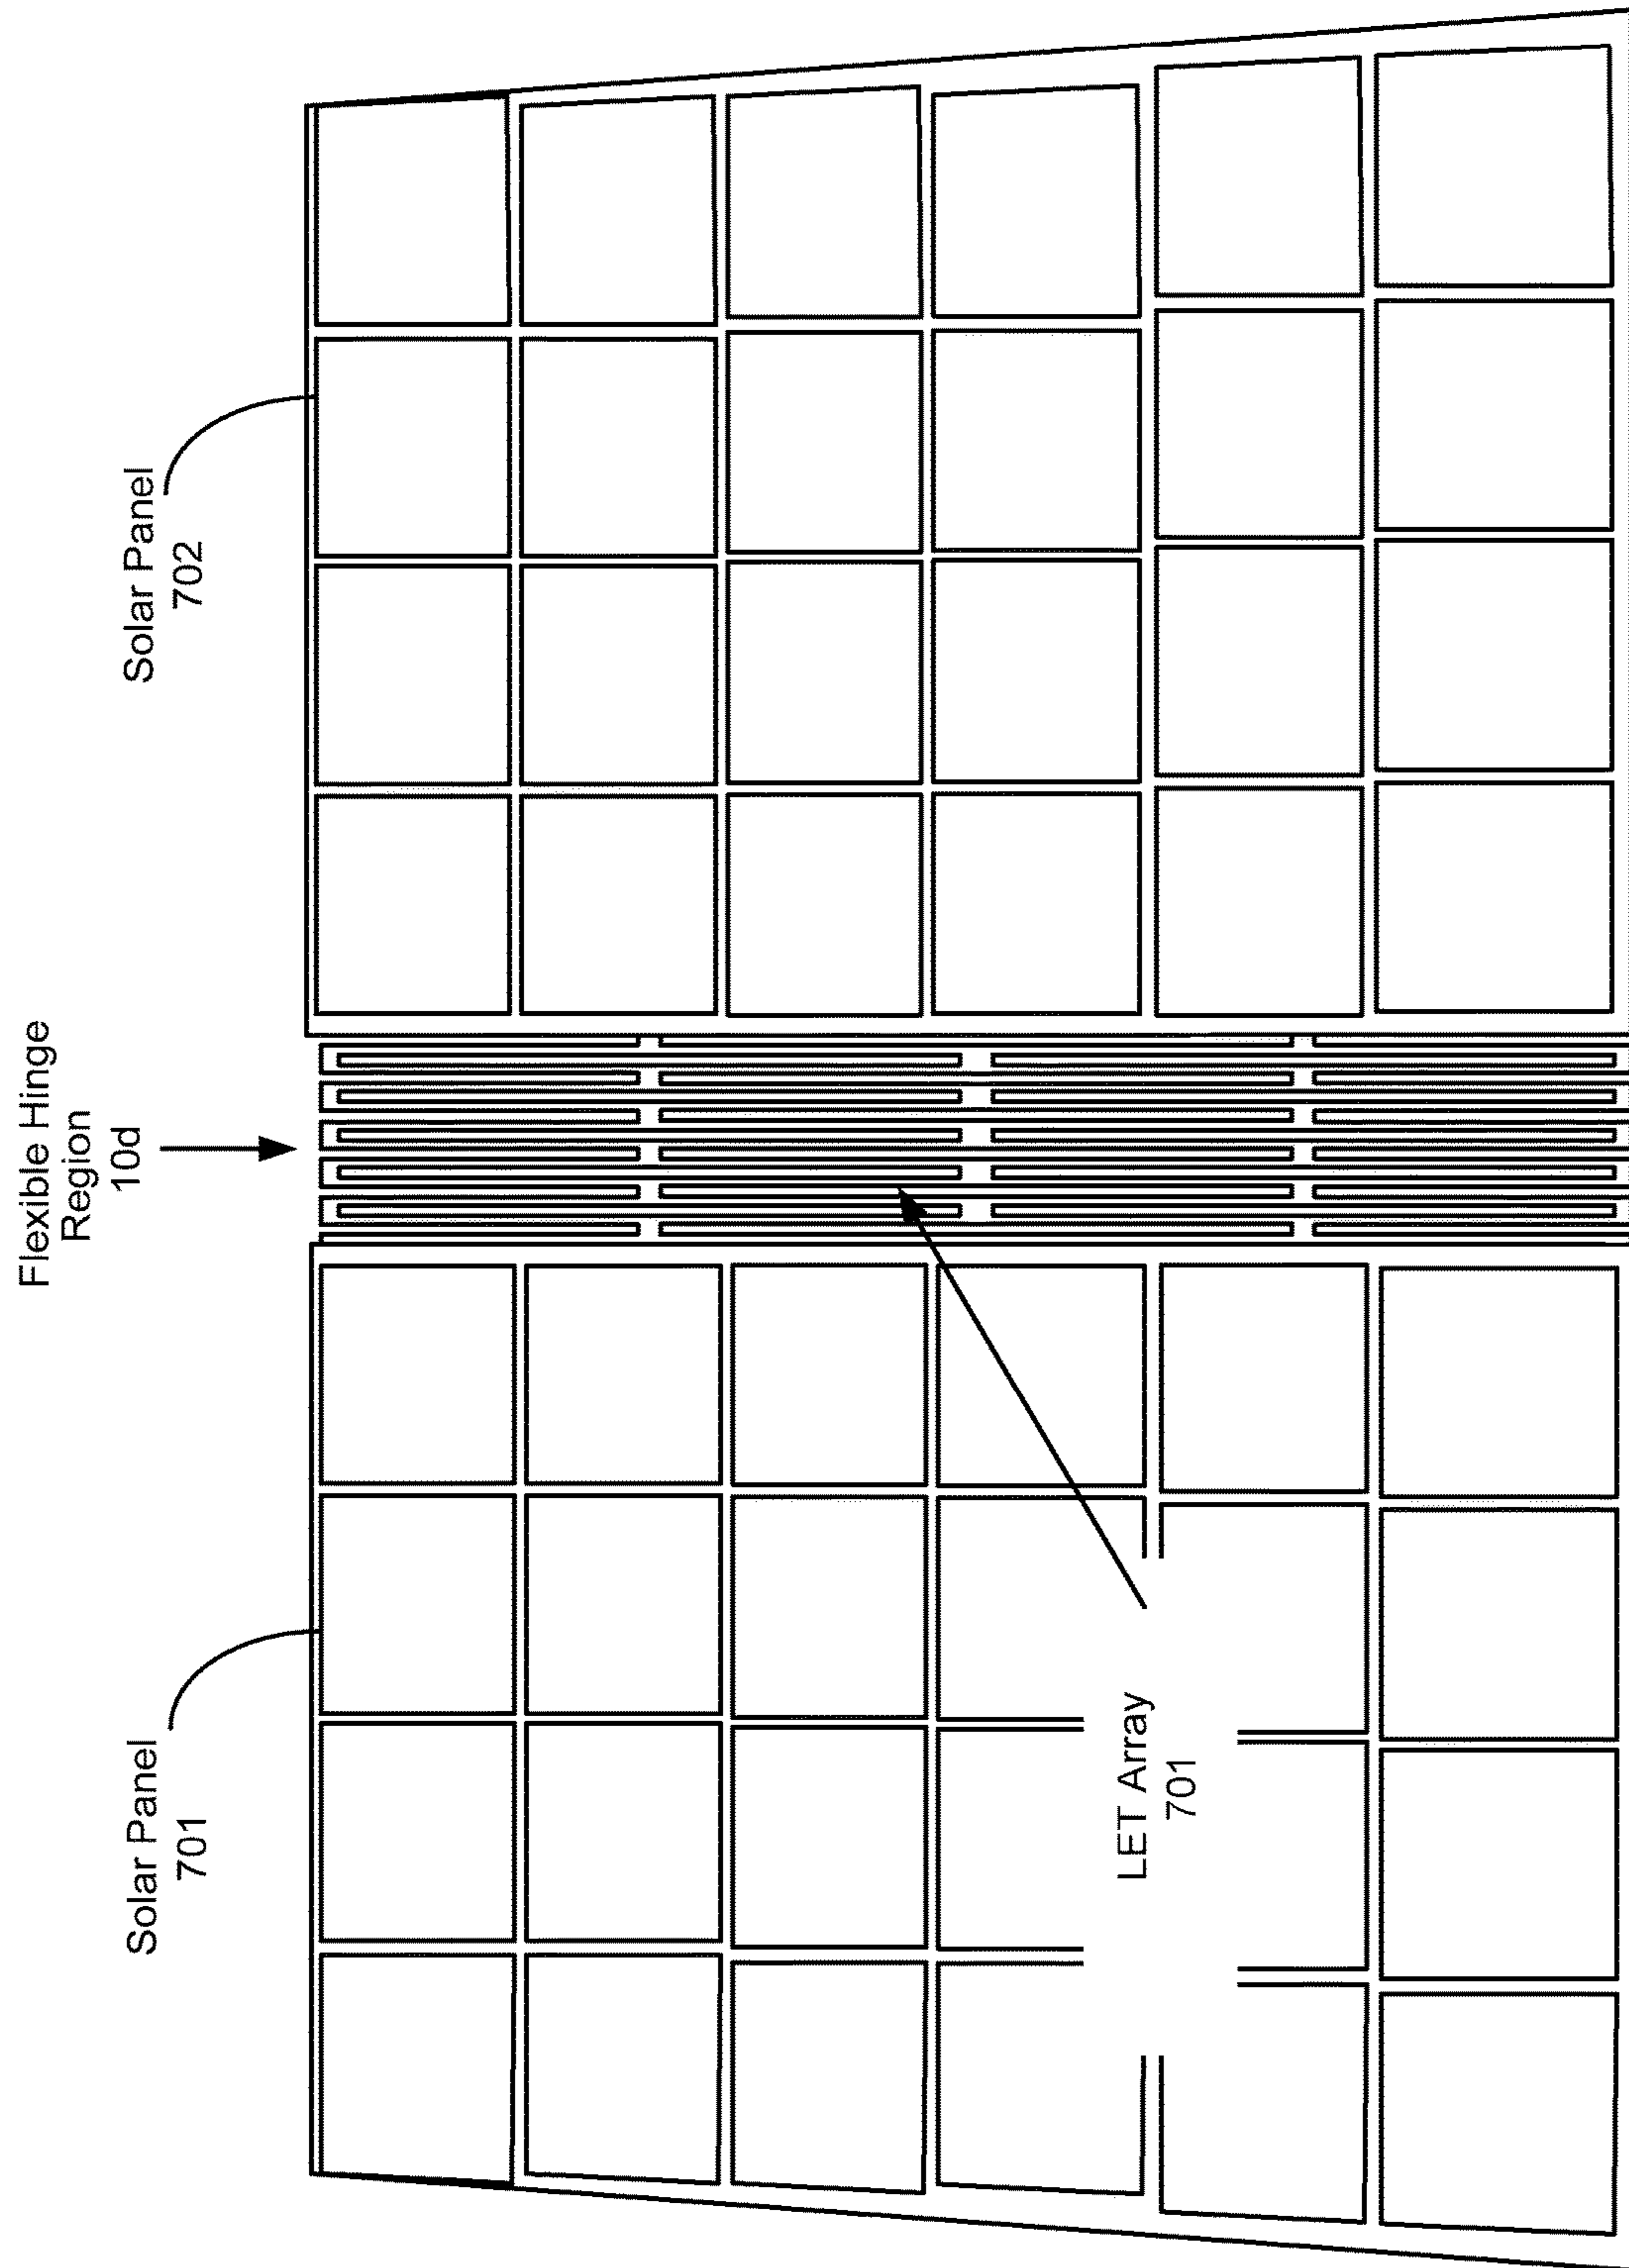 Flexible Hinge
Region
10d
Solar Panel
701
Solar Panel
702
LET Array
701